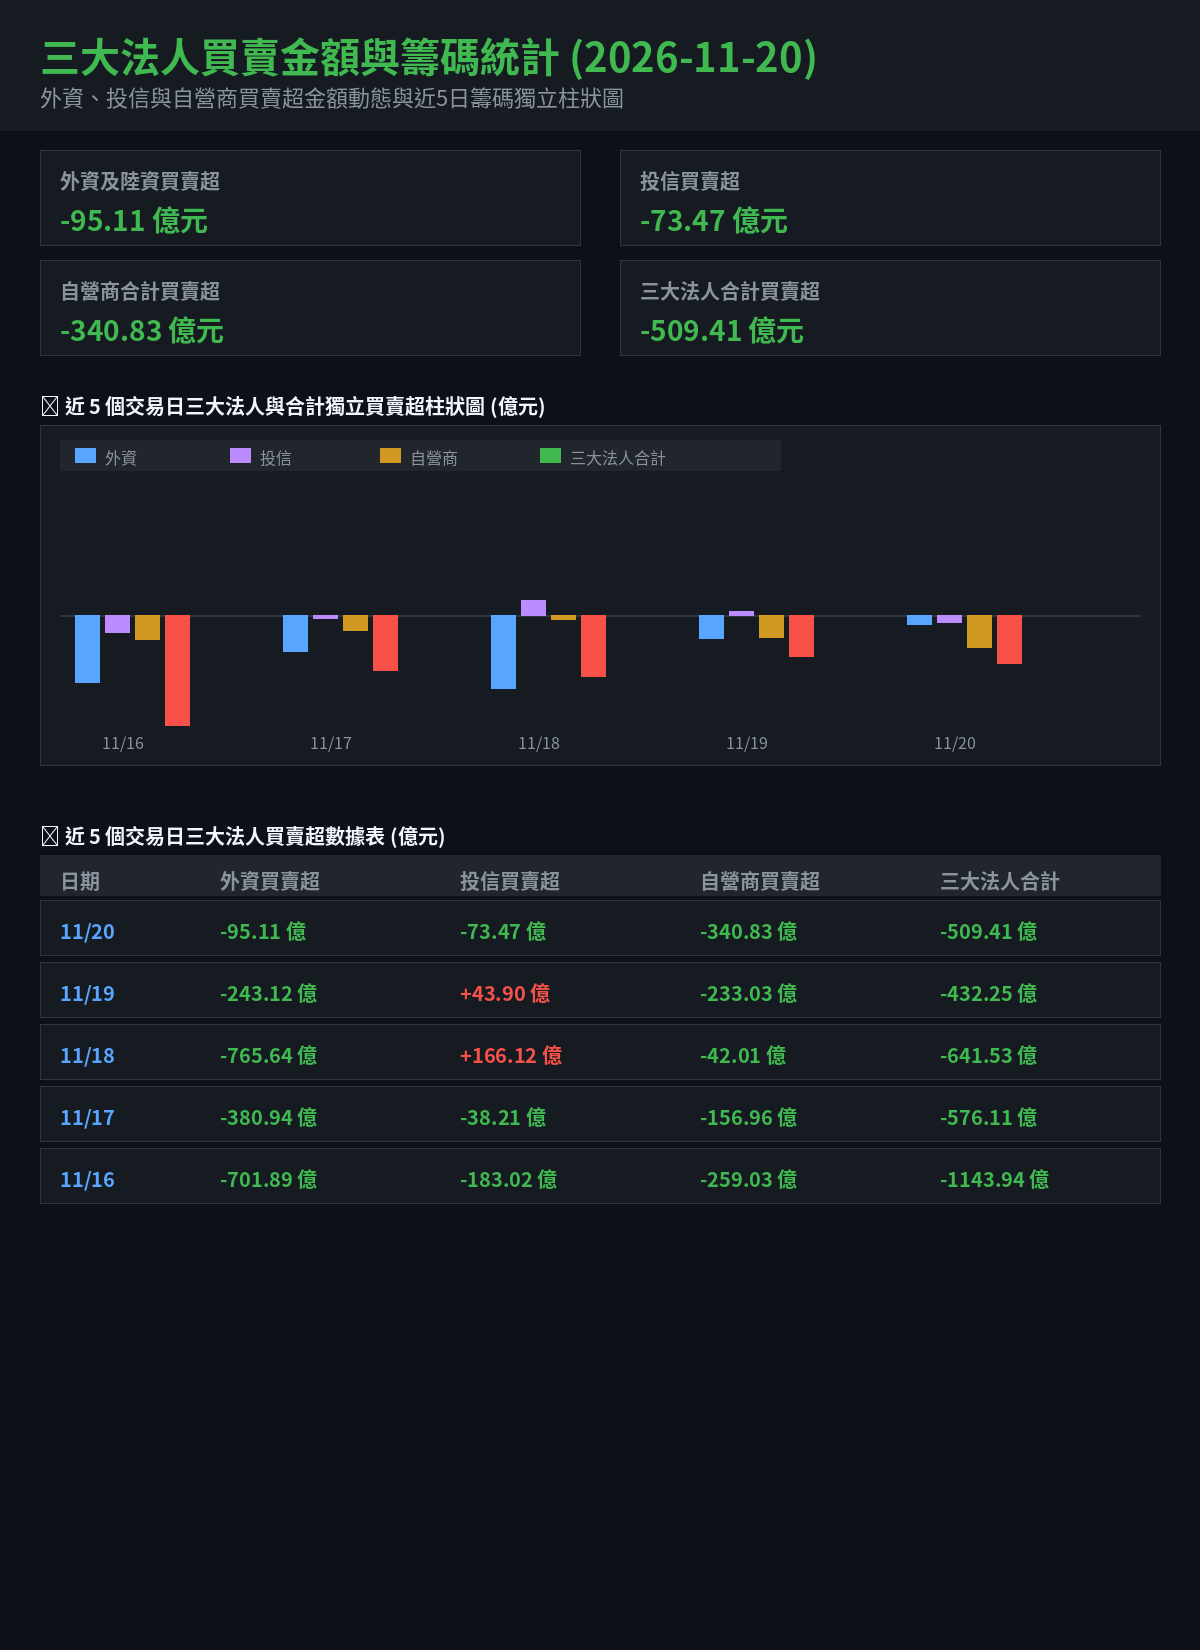 三大法人買賣金額與籌碼統計 (2026-11-20)
外資、投信與自營商買賣超金額動態與近5日籌碼獨立柱狀圖
外資及陸資買賣超
-95.11 億元
投信買賣超
-73.47 億元
自營商合計買賣超
-340.83 億元
三大法人合計買賣超
-509.41 億元
近 5 個交易日三大法人與合計獨立買賣超柱狀圖 (億元)
外資 投信 自營商 三大法人合計
11/16 11/17 11/18 11/19 11/20
近 5 個交易日三大法人買賣超數據表 (億元)
日期 外資買賣超 投信買賣超 自營商買賣超 三大法人合計
11/20 -95.11 億 -73.47 億 -340.83 億 -509.41 億
11/19 -243.12 億 +43.90 億 -233.03 億 -432.25 億
11/18 -765.64 億 +166.12 億 -42.01 億 -641.53 億
11/17 -380.94 億 -38.21 億 -156.96 億 -576.11 億
11/16 -701.89 億 -183.02 億 -259.03 億 -1143.94 億